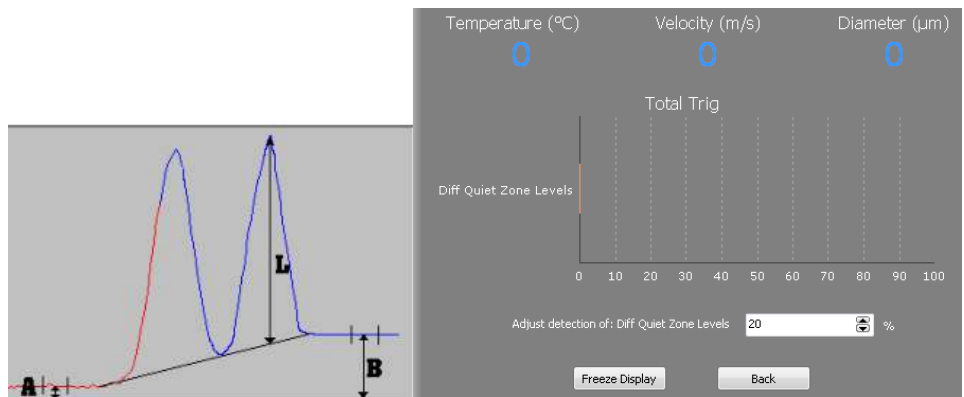 Temperature (ºC) Velocity (m/s) Diameter (µm)
0 0 0
Total Trig
Diff Quiet Zone Levels
0 10 20 30 40 50 60 70 80 90 100
Adjust detection of: Diff Quiet Zone Levels 20 %
Freeze Display Back
L
A B